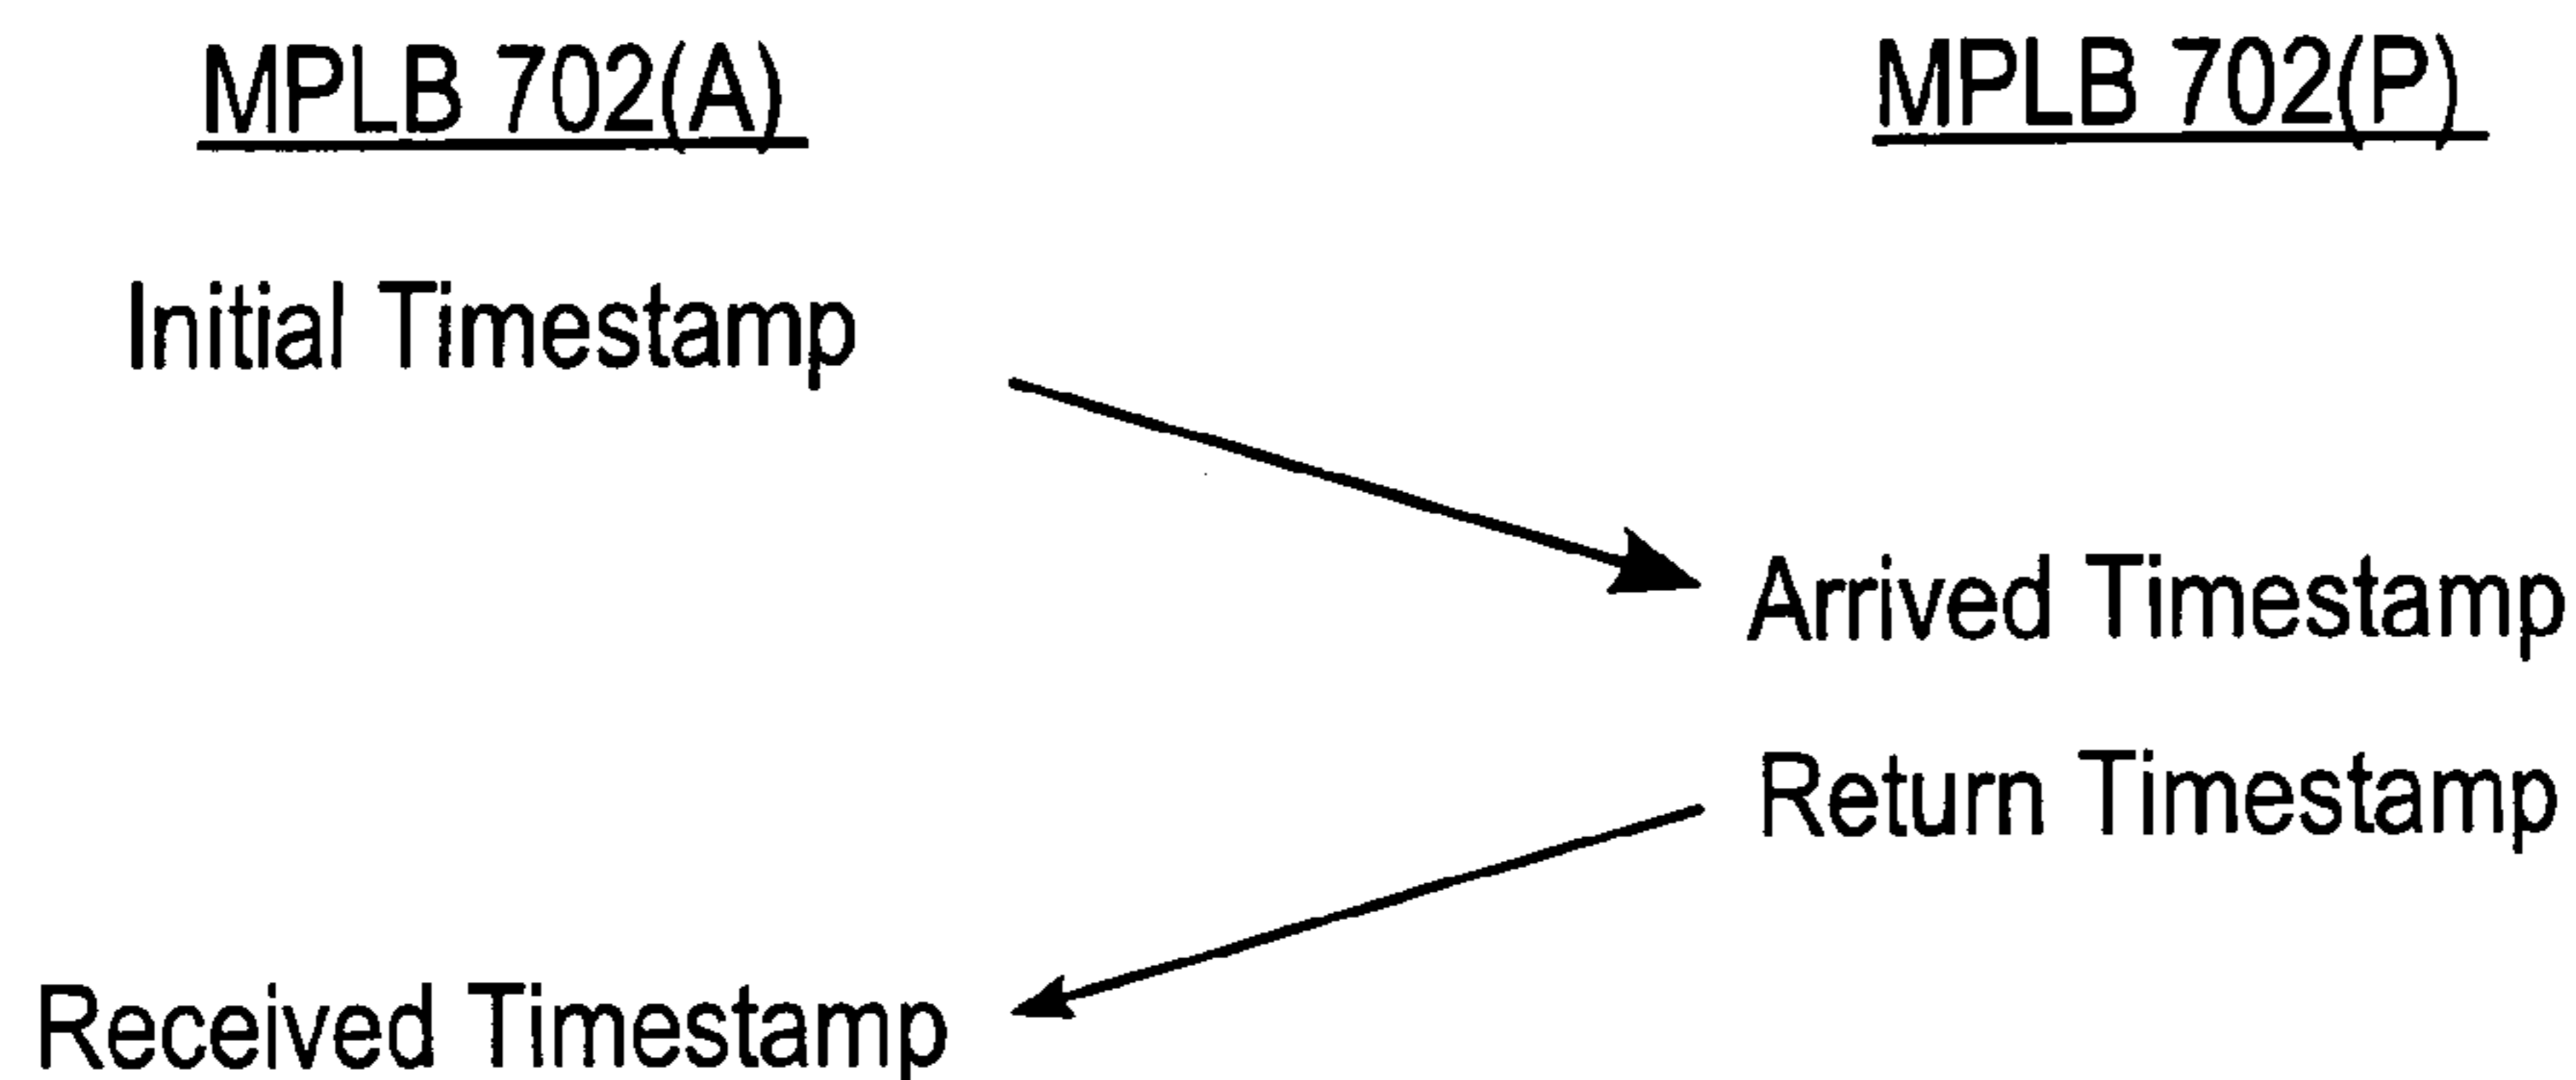 MPLB 702(A)
MPLB 702(P)
Initial Timestamp
Arrived Timestamp
Return Timestamp
Received Timestamp